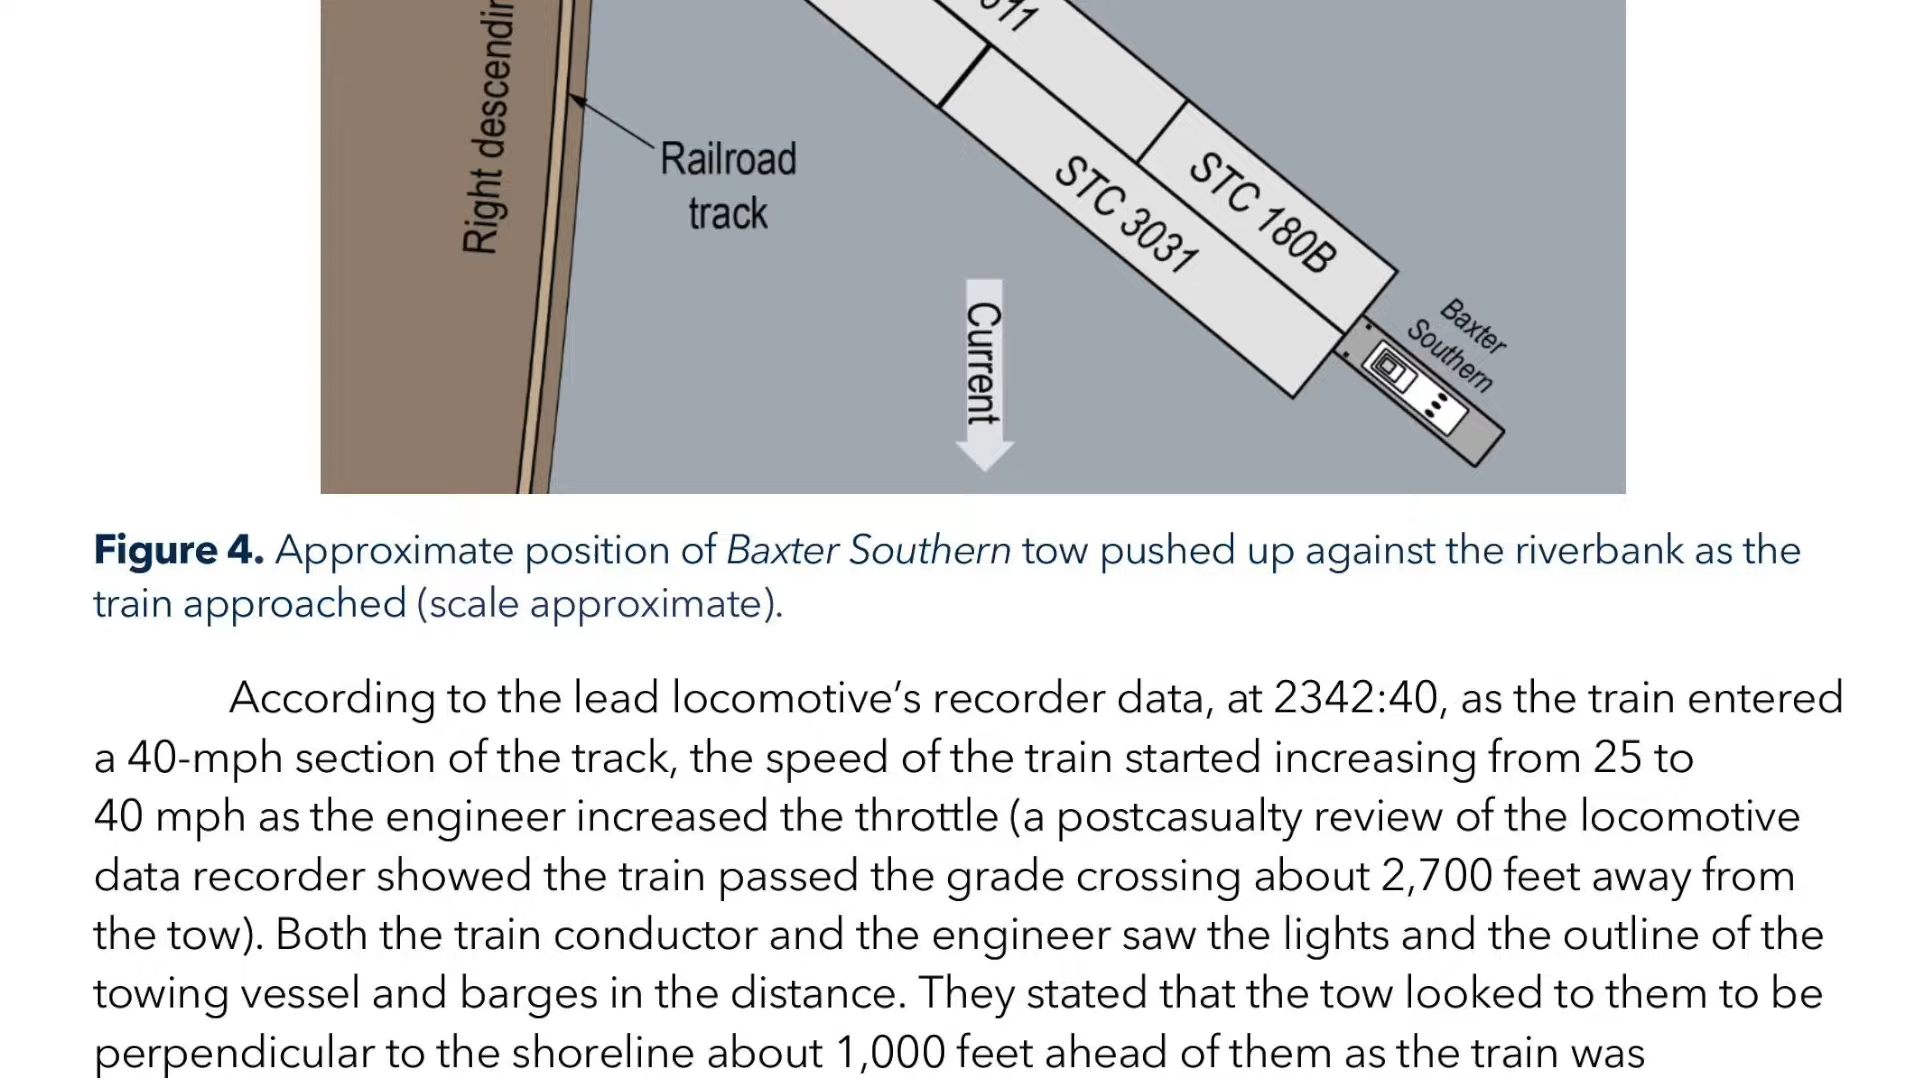 Right
Railroad
track
STC 3031
STC 180B
Baxter
Southern
Current
Figure 4. Approximate position of Baxter Southern tow pushed up against the riverbank as the
train approached (scale approximate).
According to the lead locomotive’s recorder data, at 2342:40, as the train entered
a 40-mph section of the track, the speed of the train started increasing from 25 to
40 mph as the engineer increased the throttle (a postcasualty review of the locomotive
data recorder showed the train passed the grade crossing about 2,700 feet away from
the tow). Both the train conductor and the engineer saw the lights and the outline of the
towing vessel and barges in the distance. They stated that the tow looked to them to be
perpendicular to the shoreline about 1,000 feet ahead of them as the train was